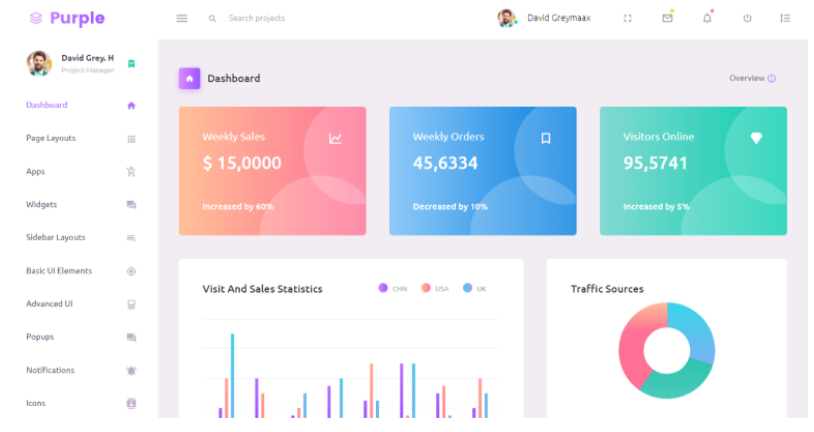 Purple
Search projects
David Greymaax
David Grey. H
Project Manager
Dashboard
Page Layouts
Apps
Widgets
Sidebar Layouts
Basic UI Elements
Advanced UI
Popups
Notifications
Icons
Dashboard
Overview
Weekly Sales
$ 15,0000
Increased by 60%
Weekly Orders
45,6334
Decreased by 10%
Visitors Online
95,5741
Increased by 5%
Visit And Sales Statistics
CHN
USA
UK
Traffic Sources